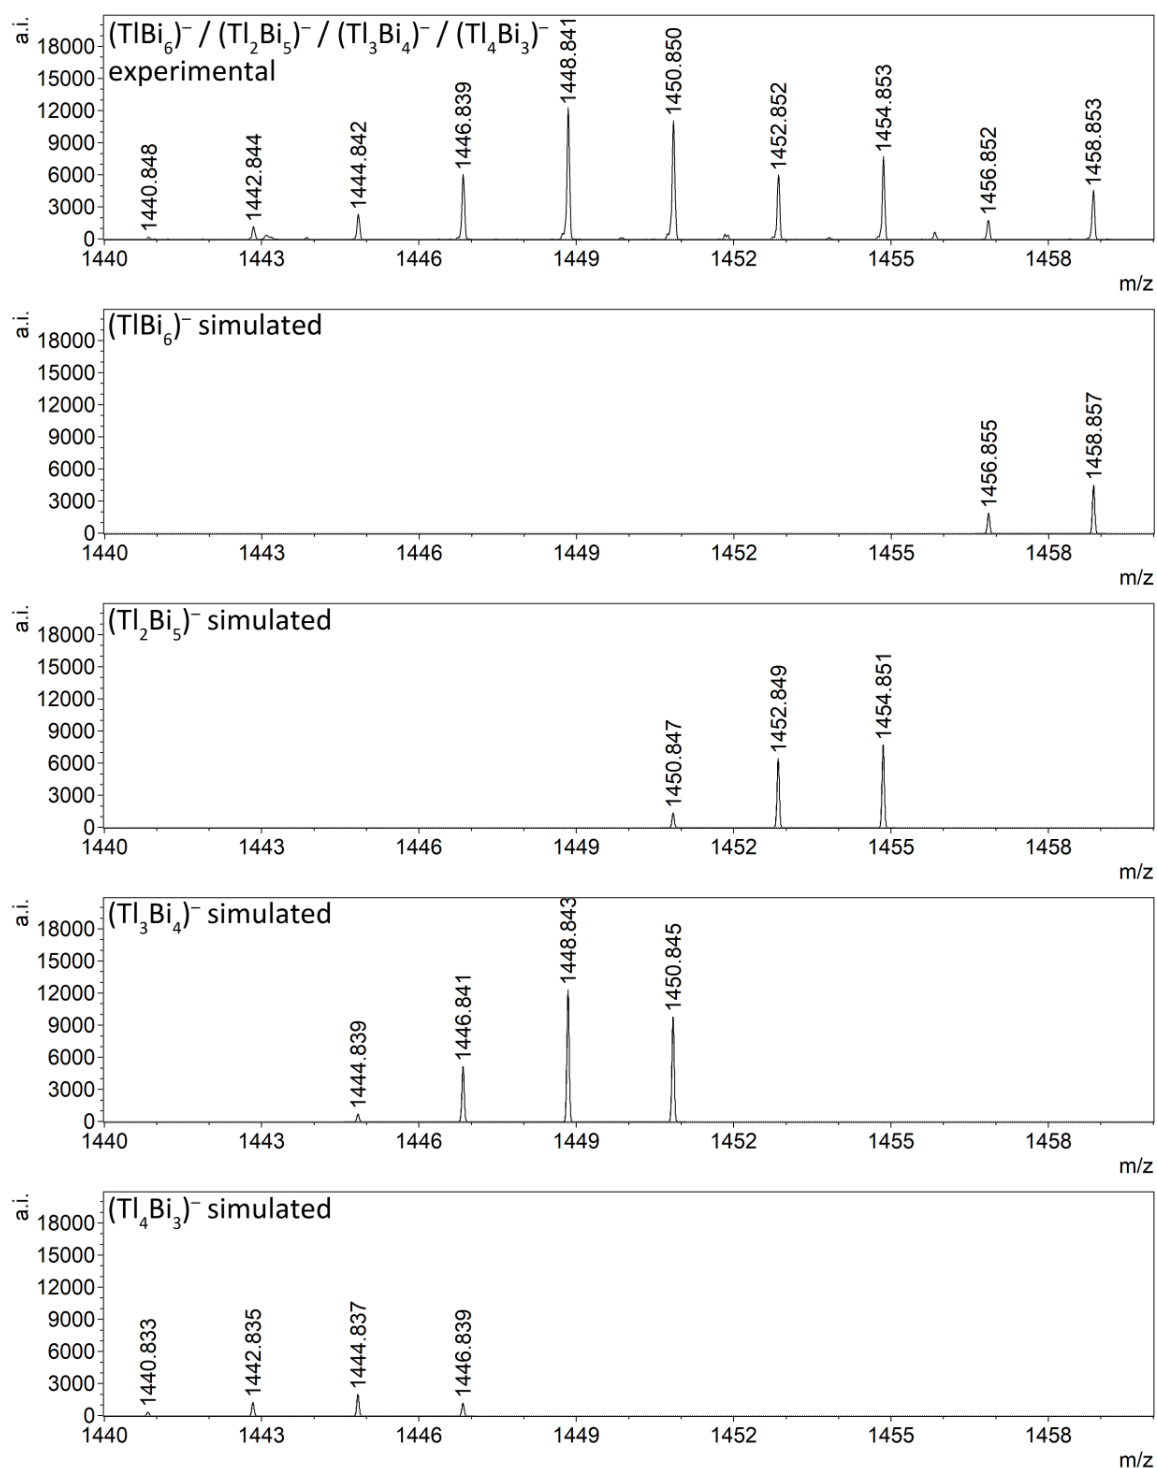 (TlBi₆)⁻ / (Tl₂Bi₅)⁻ / (Tl₃Bi₄)⁻ / (Tl₄Bi₃)⁻
experimental
a.i.
18000
15000
12000
9000
6000
3000
0
1440.848
1442.844
1444.842
1446.839
1448.841
1450.850
1452.852
1454.853
1456.852
1458.853
1440 1443 1446 1449 1452 1455 1458
m/z
(TlBi₆)⁻ simulated
a.i.
18000
15000
12000
9000
6000
3000
0
1456.855
1458.857
1440 1443 1446 1449 1452 1455 1458
m/z
(Tl₂Bi₅)⁻ simulated
a.i.
18000
15000
12000
9000
6000
3000
0
1450.847
1452.849
1454.851
1440 1443 1446 1449 1452 1455 1458
m/z
(Tl₃Bi₄)⁻ simulated
a.i.
18000
15000
12000
9000
6000
3000
0
1444.839
1446.841
1448.843
1450.845
1440 1443 1446 1449 1452 1455 1458
m/z
(Tl₄Bi₃)⁻ simulated
a.i.
18000
15000
12000
9000
6000
3000
0
1440.833
1442.835
1444.837
1446.839
1440 1443 1446 1449 1452 1455 1458
m/z